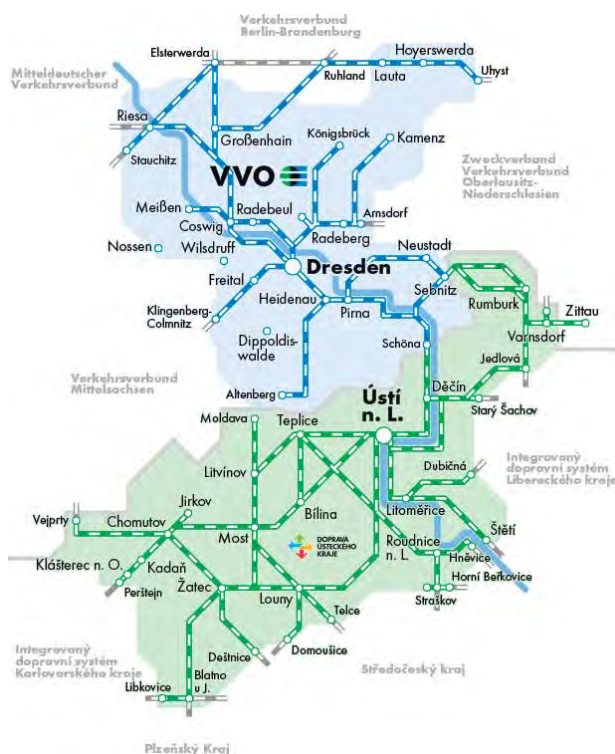 Verkehrsverbund
Berlin-Brandenburg
Hoyerswerda
Elsterwerda
Mitteldeutscher
Verkehrsverbund
Ruhland
Lauta
Uhyst
Riesa
Großenhain
Königsbrück
Kamenz
Stauchitz
VVO
Zweckverband
Verkehrsverbund
Oberlausitz-
Niederschlesien
Meißen
Radebeul
Arnsdorf
Coswig
Radeberg
Nossen
Wilsdruff
Neustadt
Dresden
Freital
Sebnitz
Heidenau
Rumburk
Pirna
Zittau
Klingenberg-
Colmnitz
Varnsdorf
Dippoldis-
walde
Schöna
Jedlová
Verkehrsverbund
Mittelsachsen
Altenberg
Děčín
Ústí
n. L.
Starý Šachov
Moldava
Teplice
Integrovaný
dopravní systém
Libereckého kraje
Dubičná
Litvínov
Jirkov
Bílina
Litoměřice
Vejprty
Chomutov
Most
DOPRAVA
ÚSTECKÉHO
KRAJE
Roudnice
n. L.
Štětí
Hněvice
Klášterec n. O.
Kadaň
Horní Beřkovice
Perštejn
Žatec
Louny
Straškov
Telce
Integrovaný
dopravní systém
Karlovarského kraje
Deštnice
Domoušice
Středočeský kraj
Blatno
u J.
Libkovice
Plzeňský Kraj